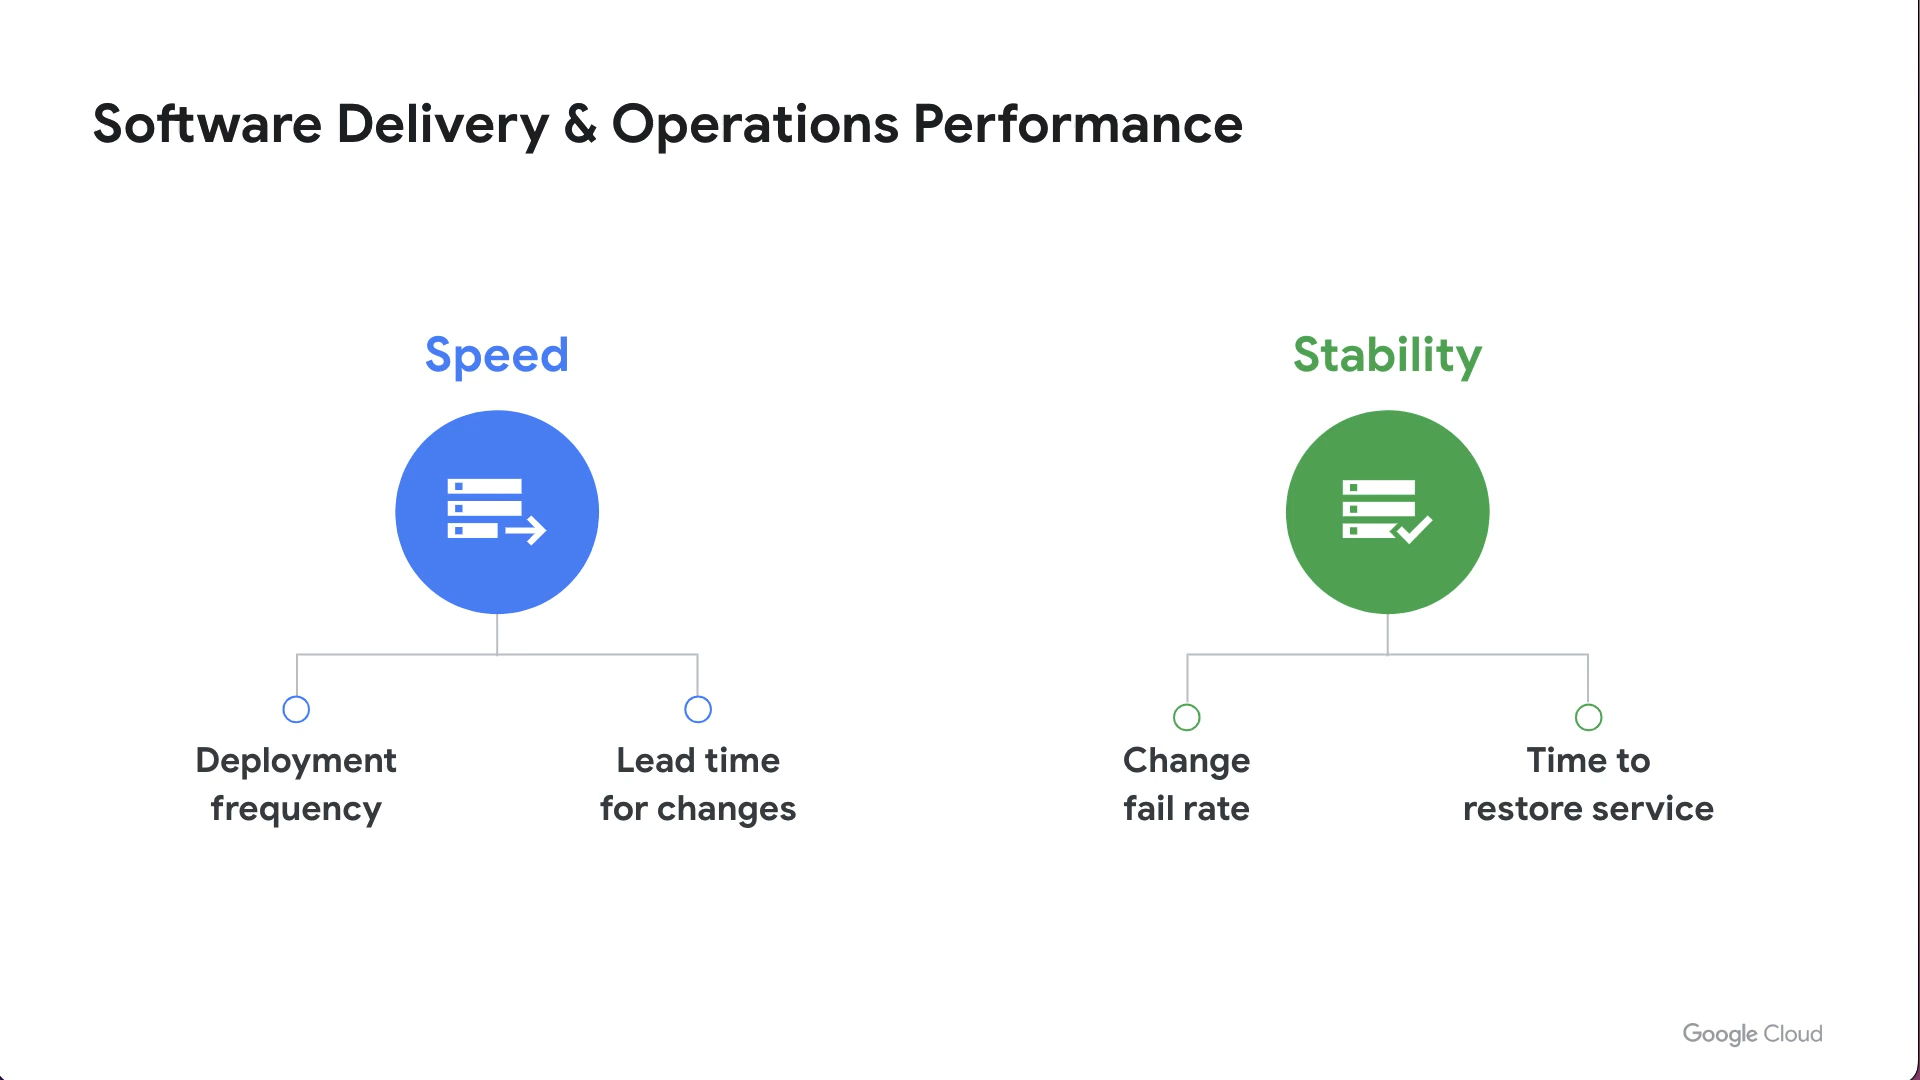 Software Delivery & Operations Performance
Speed
Deployment
frequency
Lead time
for changes
Stability
Change
fail rate
Time to
restore service
Google Cloud